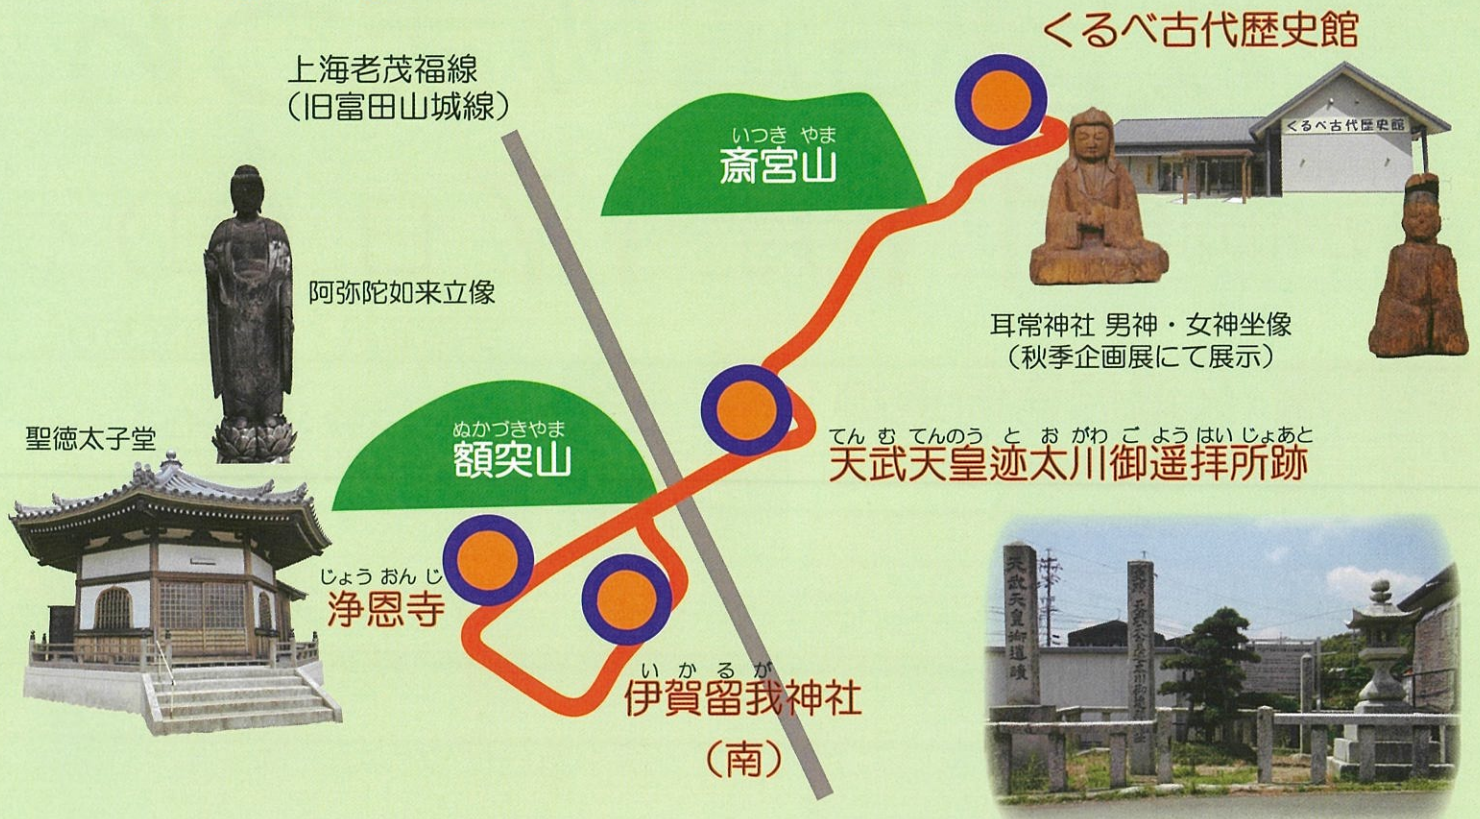 くるべ古代歴史館
上海老茂福線
（旧富田山城線）
いつき やま
斎宮山
くるべ古代歴史館
阿弥陀如来立像
耳常神社 男神・女神坐像
（秋季企画展にて展示）
ぬかづきやま
額突山
聖徳太子堂
てん む てんのう と お がわ ご よう はい じょあと
天武天皇迹太川御遥拝所跡
じょう おん じ
浄恩寺
い か る が
伊賀留我神社
（南）
天武天皇御遺蹟